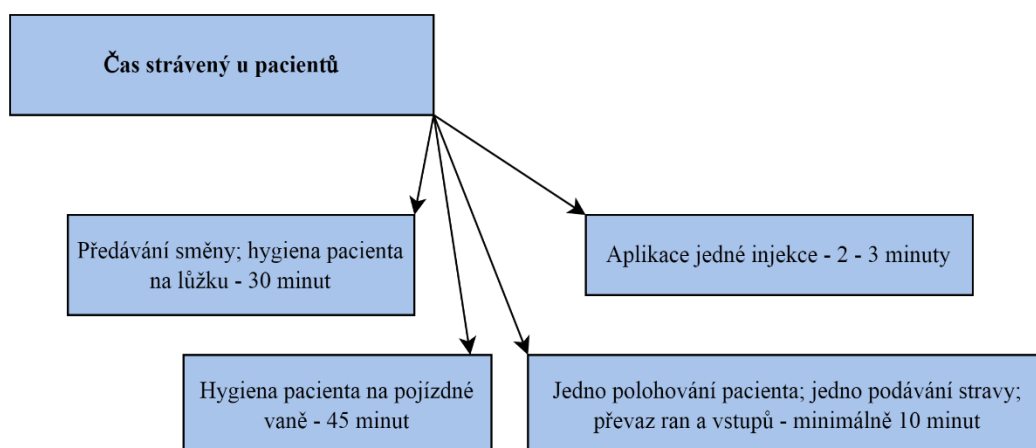 Čas strávený u pacientů
Předávání směny; hygiena pacienta
na lůžku - 30 minut
Aplikace jedné injekce - 2 - 3 minuty
Hygiena pacienta na pojízdné
vaně - 45 minut
Jedno polohování pacienta; jedno podávání stravy;
převaz ran a vstupů - minimálně 10 minut